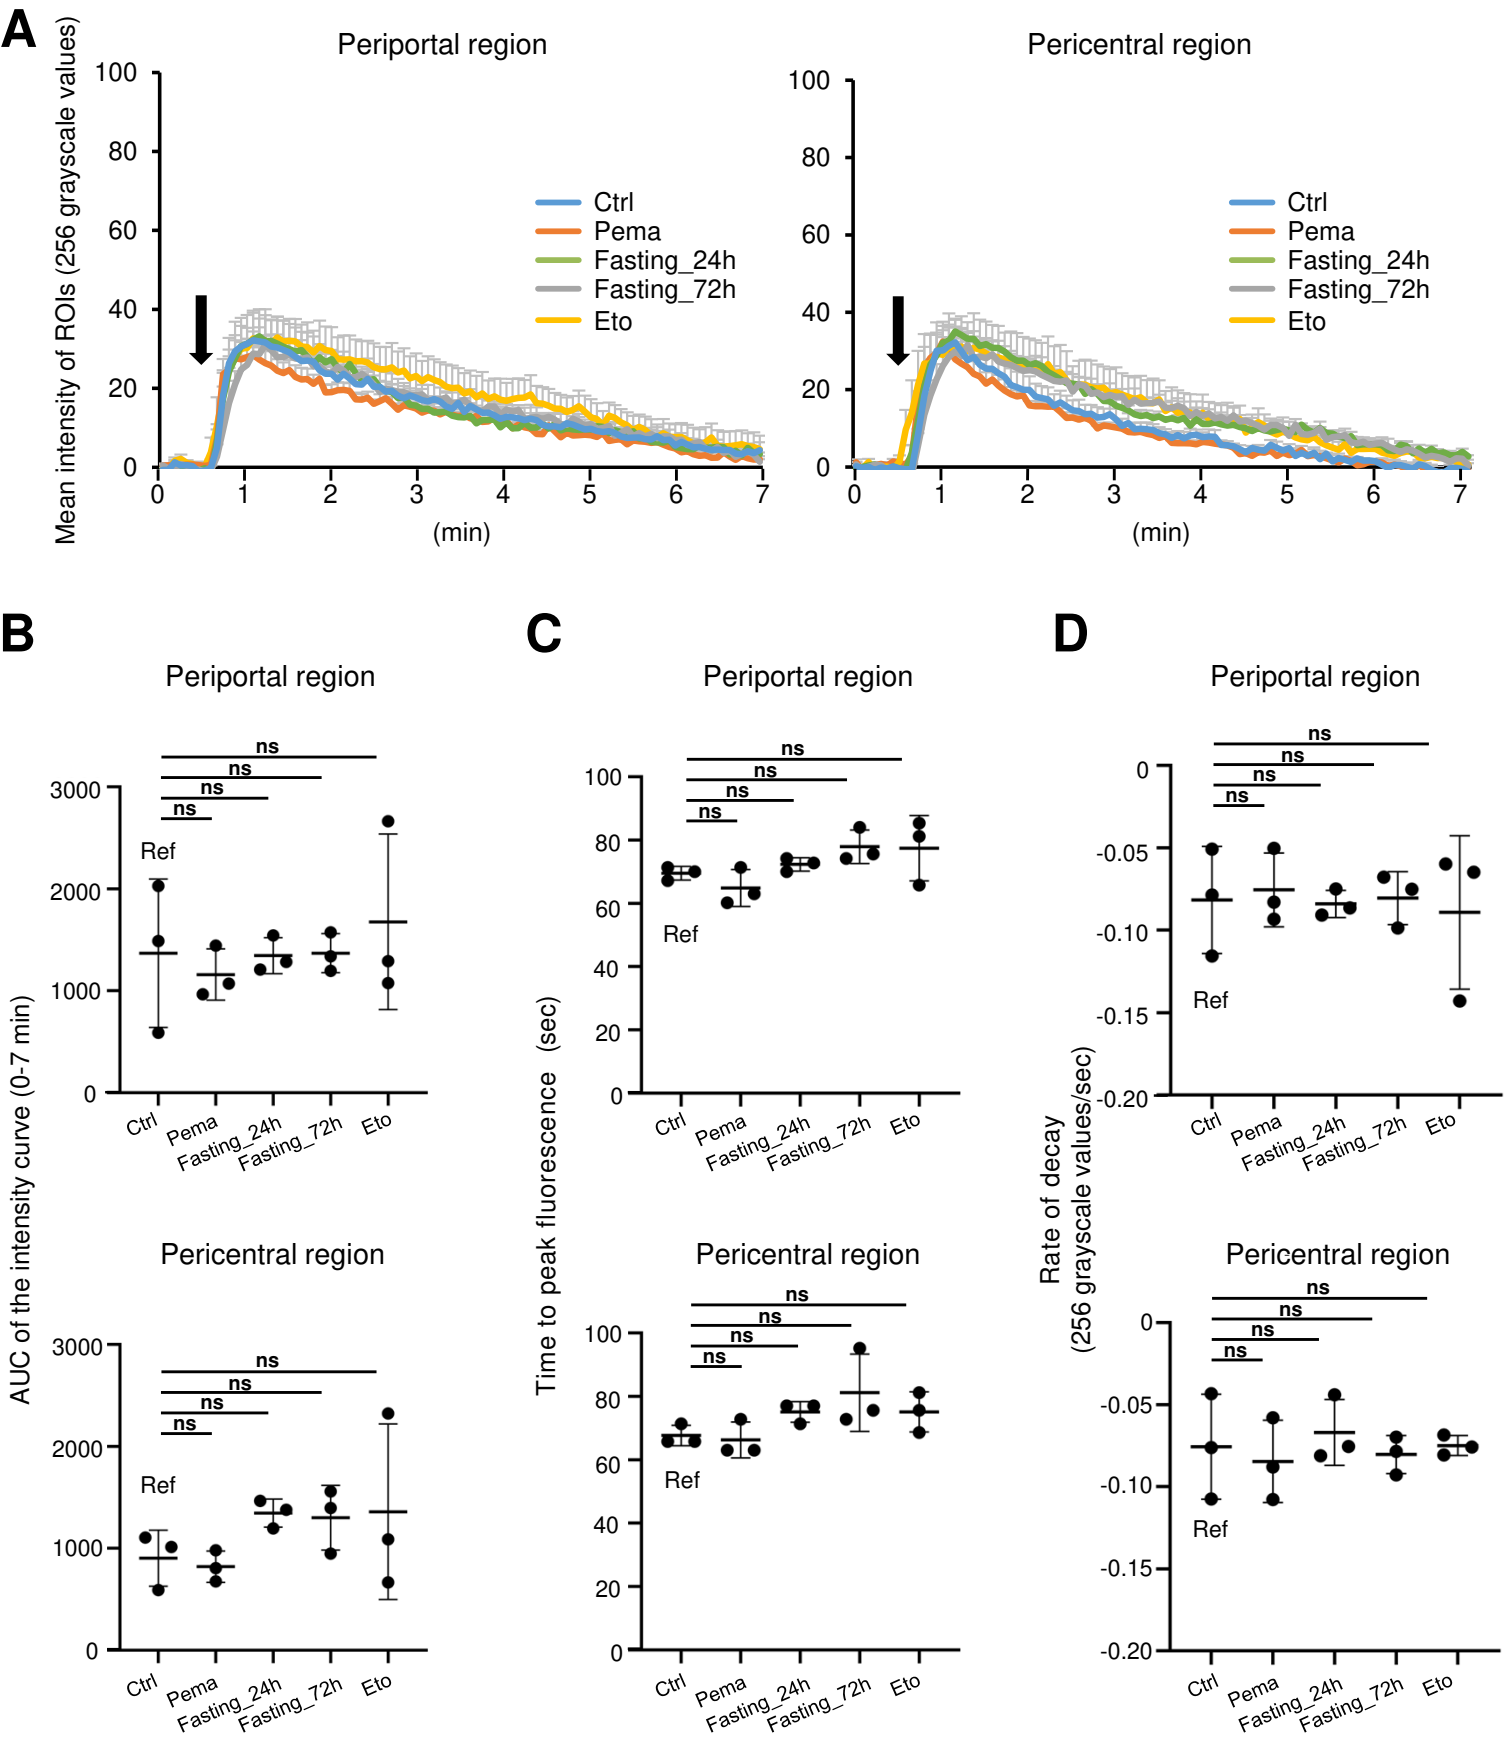 A
Periportal region
Mean intensity of ROIs (256 grayscale values)
100
80
60
40
20
0
0 1 2 3 4 5 6 7
(min)
Ctrl
Pema
Fasting_24h
Fasting_72h
Eto
Pericentral region
100
80
60
40
20
0
0 1 2 3 4 5 6 7
(min)
Ctrl
Pema
Fasting_24h
Fasting_72h
Eto
B
AUC of the intensity curve (0-7 min)
Periportal region
ns
ns
ns
ns
Ref
3000
2000
1000
0
Ctrl Pema Fasting_24h Fasting_72h Eto
Pericentral region
ns
ns
ns
ns
Ref
3000
2000
1000
0
Ctrl Pema Fasting_24h Fasting_72h Eto
C
Time to peak fluorescence (sec)
Periportal region
ns
ns
ns
ns
Ref
100
80
60
40
20
0
Ctrl Pema Fasting_24h Fasting_72h Eto
Pericentral region
ns
ns
ns
ns
Ref
100
80
60
40
20
0
Ctrl Pema Fasting_24h Fasting_72h Eto
D
Rate of decay
(256 grayscale values/sec)
Periportal region
ns
ns
ns
ns
Ref
0
-0.05
-0.10
-0.15
-0.20
Ctrl Pema Fasting_24h Fasting_72h Eto
Pericentral region
ns
ns
ns
ns
Ref
0
-0.05
-0.10
-0.15
-0.20
Ctrl Pema Fasting_24h Fasting_72h Eto